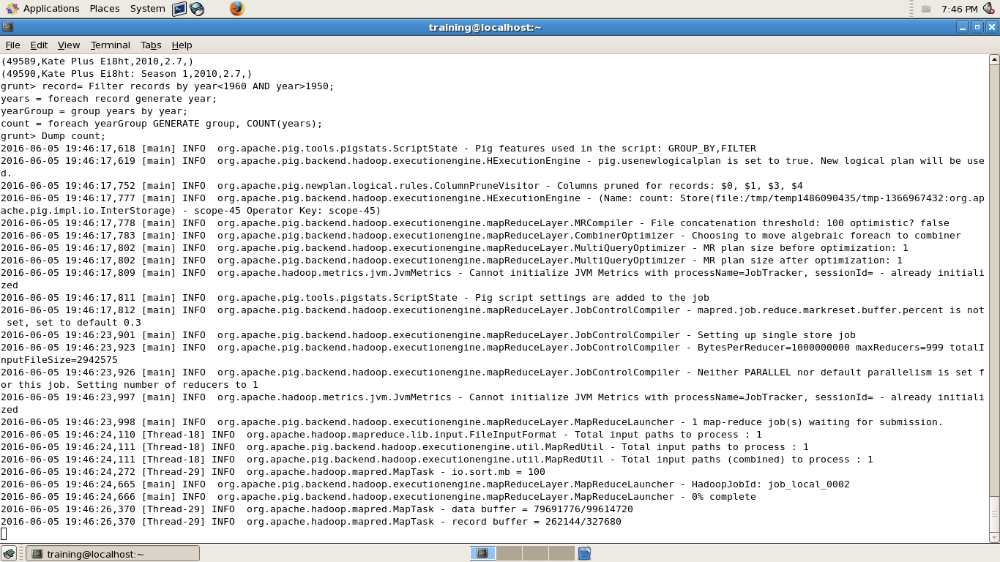 Applications Places System 7:46 PM
training@localhost:~
File Edit View Terminal Tabs Help
(49589,Kate Plus Ei8ht,2010,2.7,)
(49590,Kate Plus Ei8ht: Season 1,2010,2.7,)
grunt> record= Filter records by year<1960 AND year>1950;
years = foreach record generate year;
yearGroup = group years by year;
count = foreach yearGroup GENERATE group, COUNT(years);
grunt> Dump count;
2016-06-05 19:46:17,618 [main] INFO  org.apache.pig.tools.pigstats.ScriptState - Pig features used in the script: GROUP_BY,FILTER
2016-06-05 19:46:17,619 [main] INFO  org.apache.pig.backend.hadoop.executionengine.HExecutionEngine - pig.usenewlogicalplan is set to true. New logical plan will be use
d.
2016-06-05 19:46:17,752 [main] INFO  org.apache.pig.newplan.logical.rules.ColumnPruneVisitor - Columns pruned for records: $0, $1, $3, $4
2016-06-05 19:46:17,777 [main] INFO  org.apache.pig.backend.hadoop.executionengine.HExecutionEngine - (Name: count: Store(file:/tmp/temp1486090435/tmp-1366967432:org.ap
ache.pig.impl.io.InterStorage) - scope-45 Operator Key: scope-45)
2016-06-05 19:46:17,778 [main] INFO  org.apache.pig.backend.hadoop.executionengine.mapReduceLayer.MRCompiler - File concatenation threshold: 100 optimistic? false
2016-06-05 19:46:17,783 [main] INFO  org.apache.pig.backend.hadoop.executionengine.mapReduceLayer.CombinerOptimizer - Choosing to move algebraic foreach to combiner
2016-06-05 19:46:17,802 [main] INFO  org.apache.pig.backend.hadoop.executionengine.mapReduceLayer.MultiQueryOptimizer - MR plan size before optimization: 1
2016-06-05 19:46:17,802 [main] INFO  org.apache.pig.backend.hadoop.executionengine.mapReduceLayer.MultiQueryOptimizer - MR plan size after optimization: 1
2016-06-05 19:46:17,809 [main] INFO  org.apache.hadoop.metrics.jvm.JvmMetrics - Cannot initialize JVM Metrics with processName=JobTracker, sessionId= - already initiali
zed
2016-06-05 19:46:17,811 [main] INFO  org.apache.pig.tools.pigstats.ScriptState - Pig script settings are added to the job
2016-06-05 19:46:17,812 [main] INFO  org.apache.pig.backend.hadoop.executionengine.mapReduceLayer.JobControlCompiler - mapred.job.reduce.markreset.buffer.percent is not
 set, set to default 0.3
2016-06-05 19:46:23,901 [main] INFO  org.apache.pig.backend.hadoop.executionengine.mapReduceLayer.JobControlCompiler - Setting up single store job
2016-06-05 19:46:23,923 [main] INFO  org.apache.pig.backend.hadoop.executionengine.mapReduceLayer.JobControlCompiler - BytesPerReducer=1000000000 maxReducers=999 totalI
nputFileSize=2942575
2016-06-05 19:46:23,926 [main] INFO  org.apache.pig.backend.hadoop.executionengine.mapReduceLayer.JobControlCompiler - Neither PARALLEL nor default parallelism is set f
or this job. Setting number of reducers to 1
2016-06-05 19:46:23,997 [main] INFO  org.apache.hadoop.metrics.jvm.JvmMetrics - Cannot initialize JVM Metrics with processName=JobTracker, sessionId= - already initiali
zed
2016-06-05 19:46:23,998 [main] INFO  org.apache.pig.backend.hadoop.executionengine.mapReduceLayer.MapReduceLauncher - 1 map-reduce job(s) waiting for submission.
2016-06-05 19:46:24,110 [Thread-18] INFO  org.apache.hadoop.mapreduce.lib.input.FileInputFormat - Total input paths to process : 1
2016-06-05 19:46:24,111 [Thread-18] INFO  org.apache.pig.backend.hadoop.executionengine.util.MapRedUtil - Total input paths to process : 1
2016-06-05 19:46:24,111 [Thread-18] INFO  org.apache.pig.backend.hadoop.executionengine.util.MapRedUtil - Total input paths (combined) to process : 1
2016-06-05 19:46:24,272 [Thread-29] INFO  org.apache.hadoop.mapred.MapTask - io.sort.mb = 100
2016-06-05 19:46:24,665 [main] INFO  org.apache.pig.backend.hadoop.executionengine.mapReduceLayer.MapReduceLauncher - HadoopJobId: job_local_0002
2016-06-05 19:46:24,666 [main] INFO  org.apache.pig.backend.hadoop.executionengine.mapReduceLayer.MapReduceLauncher - 0% complete
2016-06-05 19:46:26,370 [Thread-29] INFO  org.apache.hadoop.mapred.MapTask - data buffer = 79691776/99614720
2016-06-05 19:46:26,370 [Thread-29] INFO  org.apache.hadoop.mapred.MapTask - record buffer = 262144/327680
training@localhost:~